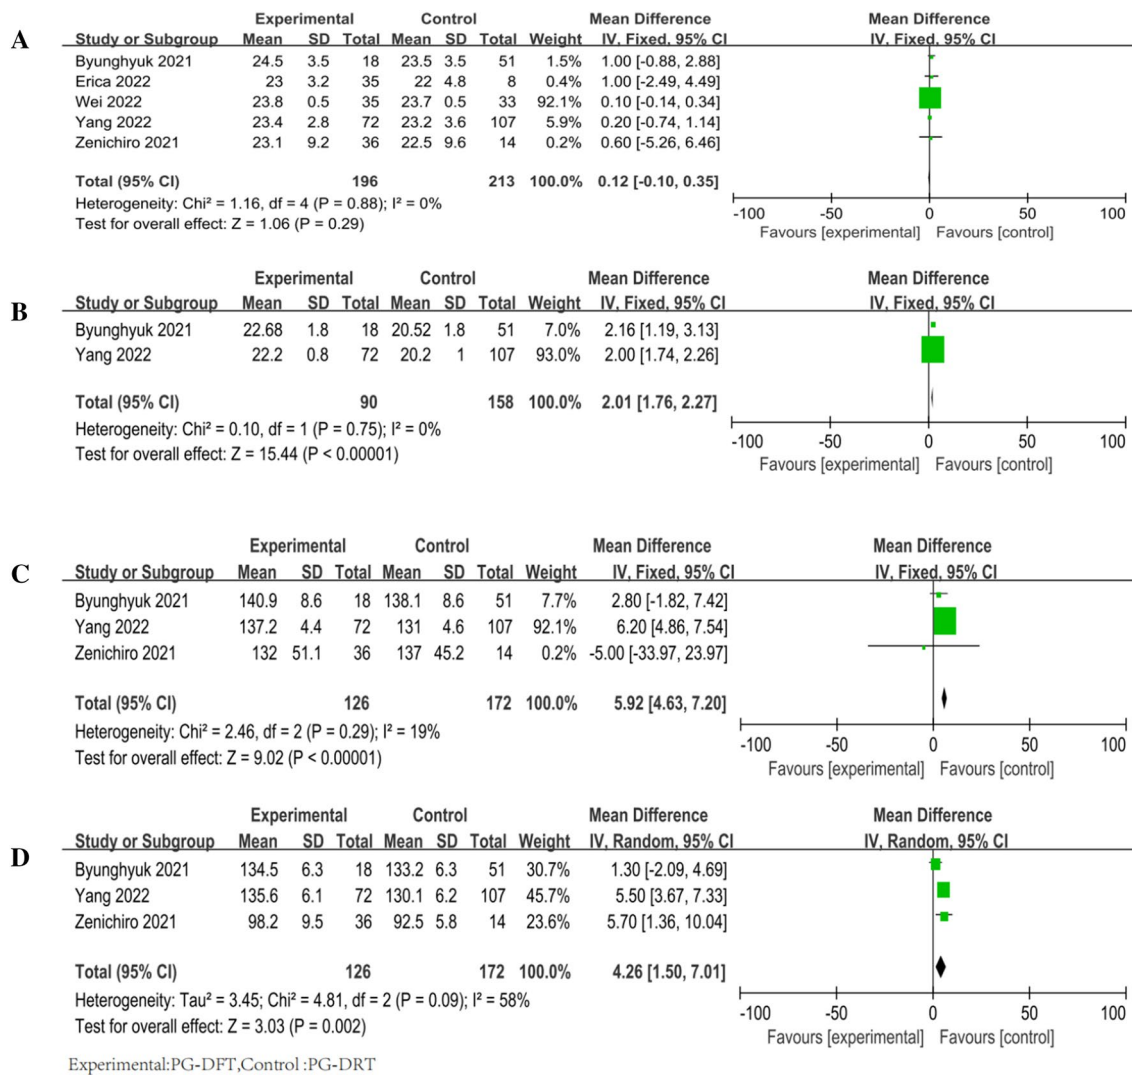 A
Experimental Control Mean Difference Mean Difference
Study or Subgroup Mean SD Total Mean SD Total Weight IV, Fixed, 95% CI IV, Fixed, 95% CI
Byunghyuk 2021 24.5 3.5 18 23.5 3.5 51 1.5% 1.00 [-0.88, 2.88]
Erica 2022 23 3.2 35 22 4.8 8 0.4% 1.00 [-2.49, 4.49]
Wei 2022 23.8 0.5 35 23.7 0.5 33 92.1% 0.10 [-0.14, 0.34]
Yang 2022 23.4 2.8 72 23.2 3.6 107 5.9% 0.20 [-0.74, 1.14]
Zenichiro 2021 23.1 9.2 36 22.5 9.6 14 0.2% 0.60 [-5.26, 6.46]
Total (95% CI) 196 213 100.0% 0.12 [-0.10, 0.35]
Heterogeneity: Chi² = 1.16, df = 4 (P = 0.88); I² = 0%
Test for overall effect: Z = 1.06 (P = 0.29)
-100 -50 0 50 100
Favours [experimental] Favours [control]
B
Experimental Control Mean Difference Mean Difference
Study or Subgroup Mean SD Total Mean SD Total Weight IV, Fixed, 95% CI IV, Fixed, 95% CI
Byunghyuk 2021 22.68 1.8 18 20.52 1.8 51 7.0% 2.16 [1.19, 3.13]
Yang 2022 22.2 0.8 72 20.2 1 107 93.0% 2.00 [1.74, 2.26]
Total (95% CI) 90 158 100.0% 2.01 [1.76, 2.27]
Heterogeneity: Chi² = 0.10, df = 1 (P = 0.75); I² = 0%
Test for overall effect: Z = 15.44 (P < 0.00001)
-100 -50 0 50 100
Favours [experimental] Favours [control]
C
Experimental Control Mean Difference Mean Difference
Study or Subgroup Mean SD Total Mean SD Total Weight IV, Fixed, 95% CI IV, Fixed, 95% CI
Byunghyuk 2021 140.9 8.6 18 138.1 8.6 51 7.7% 2.80 [-1.82, 7.42]
Yang 2022 137.2 4.4 72 131 4.6 107 92.1% 6.20 [4.86, 7.54]
Zenichiro 2021 132 51.1 36 137 45.2 14 0.2% -5.00 [-33.97, 23.97]
Total (95% CI) 126 172 100.0% 5.92 [4.63, 7.20]
Heterogeneity: Chi² = 2.46, df = 2 (P = 0.29); I² = 19%
Test for overall effect: Z = 9.02 (P < 0.00001)
-100 -50 0 50 100
Favours [experimental] Favours [control]
D
Experimental Control Mean Difference Mean Difference
Study or Subgroup Mean SD Total Mean SD Total Weight IV, Random, 95% CI IV, Random, 95% CI
Byunghyuk 2021 134.5 6.3 18 133.2 6.3 51 30.7% 1.30 [-2.09, 4.69]
Yang 2022 135.6 6.1 72 130.1 6.2 107 45.7% 5.50 [3.67, 7.33]
Zenichiro 2021 98.2 9.5 36 92.5 5.8 14 23.6% 5.70 [1.36, 10.04]
Total (95% CI) 126 172 100.0% 4.26 [1.50, 7.01]
Heterogeneity: Tau² = 3.45; Chi² = 4.81, df = 2 (P = 0.09); I² = 58%
Test for overall effect: Z = 3.03 (P = 0.002)
-100 -50 0 50 100
Favours [experimental] Favours [control]
Experimental:PG-DFT,Control :PG-DRT